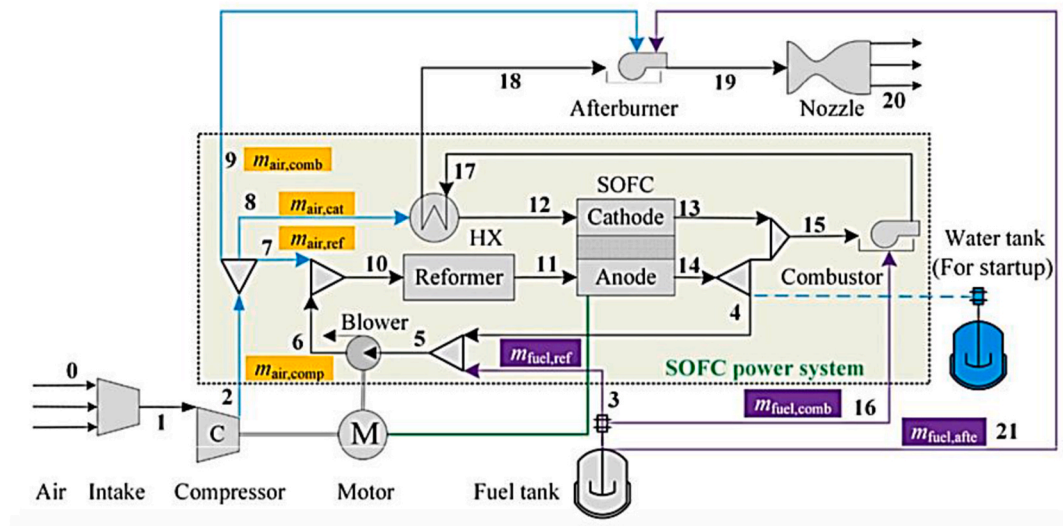 18
19
20
Afterburner
Nozzle
9
m_air,comb
17
SOFC
8
m_air,cat
12
Cathode
13
15
7
m_air,ref
HX
Water tank
(For startup)
10
Reformer
11
Anode
14
Combustor
4
Blower
6
5
m_fuel,ref
SOFC power system
0
m_air,comp
2
3
m_fuel,comb
16
1
C
M
m_fuel,afte
21
Air
Intake
Compressor
Motor
Fuel tank